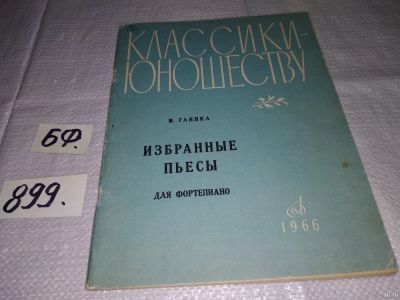 КЛАССИКИ-
ЮНОШЕСТВУ
М. ГЛИНКА
ИЗБРАННЫЕ
ПЬЕСЫ
ДЛЯ ФОРТЕПИАНО
1966
БФ.
899.